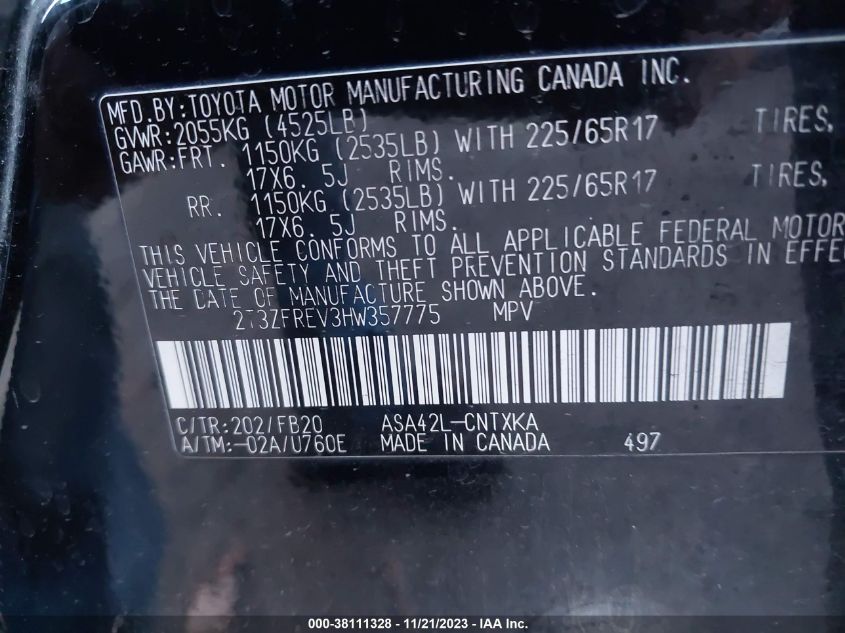 MFD.BY:TOYOTA MOTOR MANUFACTURING CANADA INC.
GVWR:2055KG (4525LB)
GAWR:FRT. 1150KG (2535LB) WITH 225/65R17 TIRES,
17X6. 5J RIMS.
RR. 1150KG (2535LB) WITH 225/65R17 TIRES,
17X6. 5J RIMS.
THIS VEHICLE CONFORMS TO ALL APPLICABLE FEDERAL MOTOR
VEHICLE SAFETY AND THEFT PREVENTION STANDARDS IN EFFE
THE DATE OF MANUFACTURE SHOWN ABOVE.
2T3ZFREV3HW357775 MPV
C/TR:202/FB20 ASA42L-CNTXKA
A/TM:-02A/U760E MADE IN CANADA 497
000-38111328 - 11/21/2023 - IAA Inc.